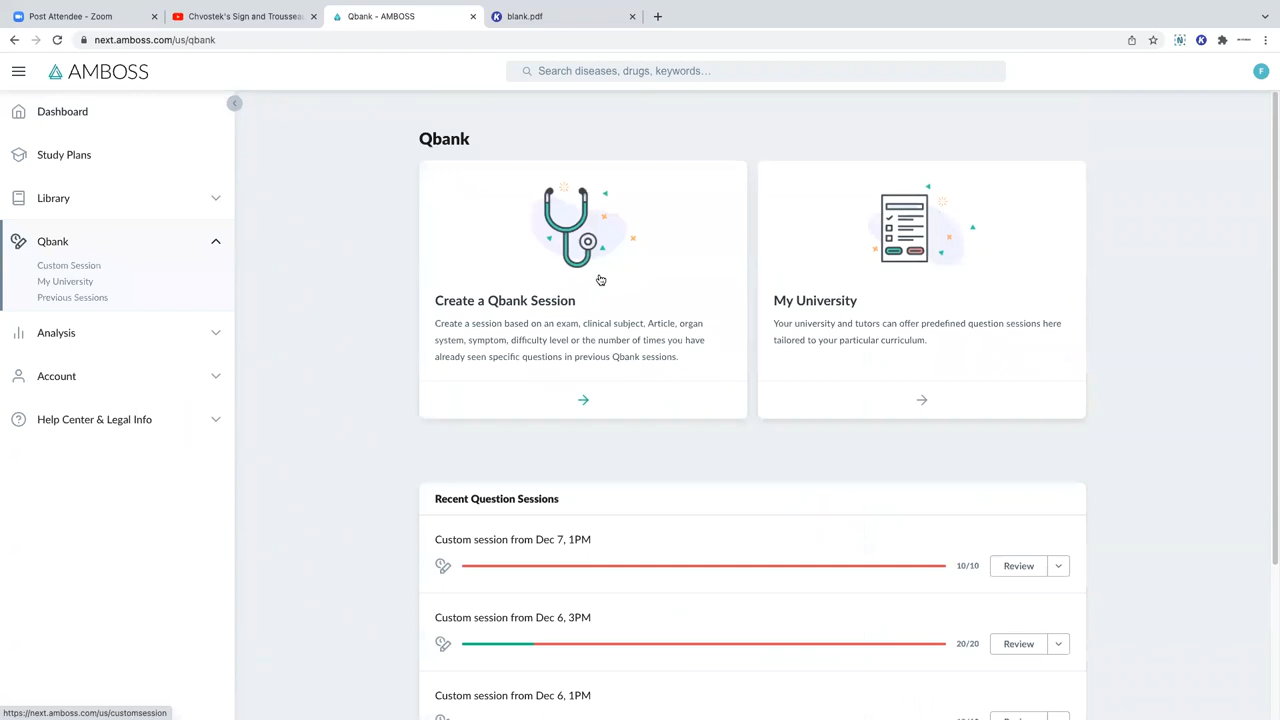 Post Attendee - Zoom
Chvostek's Sign and Trousseau
Qbank - AMBOSS
blank.pdf
next.amboss.com/us/qbank
AMBOSS
Search diseases, drugs, keywords…
F
Dashboard
Study Plans
Library
Qbank
Custom Session
My University
Previous Sessions
Analysis
Account
Help Center & Legal Info
Qbank
Create a Qbank Session
Create a session based on an exam, clinical subject, Article, organ
system, symptom, difficulty level or the number of times you have
already seen specific questions in previous Qbank sessions.
My University
Your university and tutors can offer predefined question sessions here
tailored to your particular curriculum.
Recent Question Sessions
Custom session from Dec 7, 1PM
10/10
Review
Custom session from Dec 6, 3PM
20/20
Review
Custom session from Dec 6, 1PM
https://next.amboss.com/us/customsession